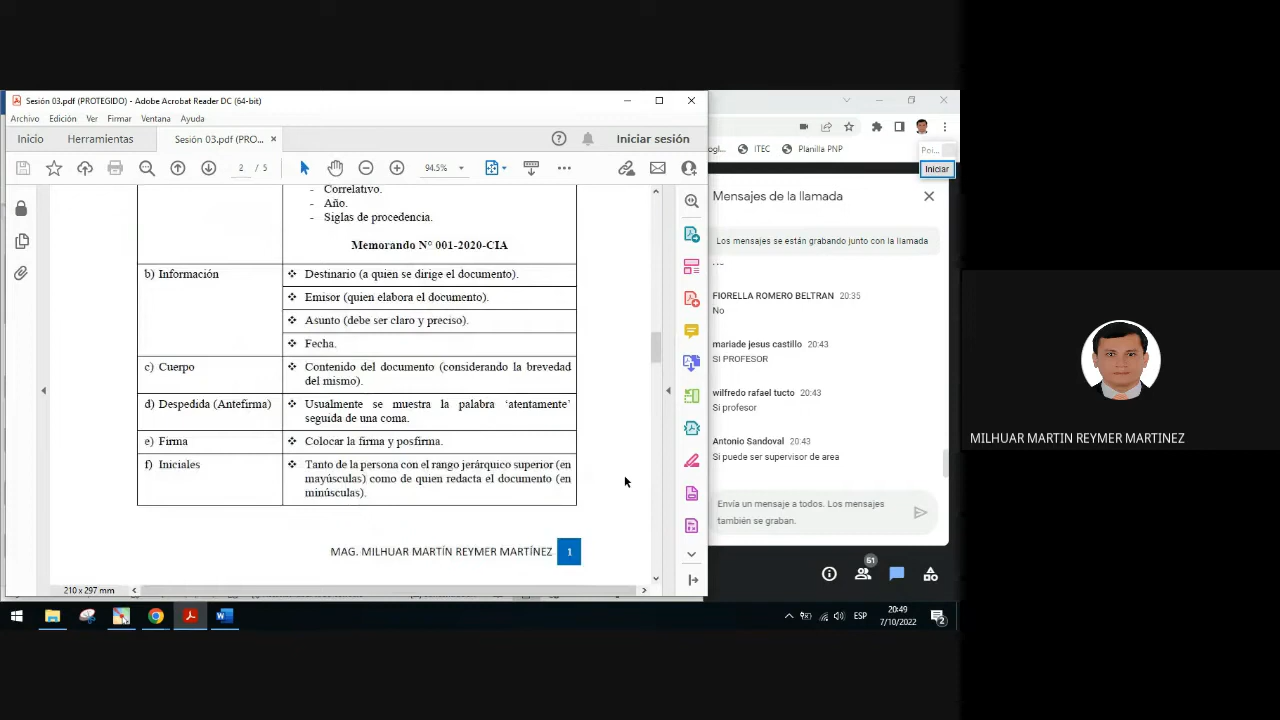 Sesión 03.pdf (PROTEGIDO) - Adobe Acrobat Reader DC (64-bit)
Archivo Edición Ver Firmar Ventana Ayuda
Inicio Herramientas Sesión 03.pdf (PRO... × Iniciar sesión
2 / 5 94.5%
- Correlativo.
- Año.
- Siglas de procedencia.
Memorando N° 001-2020-CIA
b) Información
❖ Destinario (a quien se dirige el documento).
❖ Emisor (quien elabora el documento).
❖ Asunto (debe ser claro y preciso).
❖ Fecha.
c) Cuerpo
❖ Contenido del documento (considerando la brevedad
del mismo).
d) Despedida (Antefirma)
❖ Usualmente se muestra la palabra ‘atentamente’
seguida de una coma.
e) Firma
❖ Colocar la firma y posfirma.
f) Iniciales
❖ Tanto de la persona con el rango jerárquico superior (en
mayúsculas) como de quien redacta el documento (en
minúsculas).
MAG. MILHUAR MARTÍN REYMER MARTÍNEZ 1
210 x 297 mm
ITEC Planilla PNP
Iniciar
Mensajes de la llamada
Los mensajes se están grabando junto con la llamada
FIORELLA ROMERO BELTRAN 20:35
No
mariade jesus castillo 20:43
SI PROFESOR
wilfredo rafael tucto 20:43
Si profesor
Antonio Sandoval 20:43
Si puede ser supervisor de area
Envía un mensaje a todos. Los mensajes
también se graban.
51
MILHUAR MARTIN REYMER MARTINEZ
ESP
20:49
7/10/2022
2